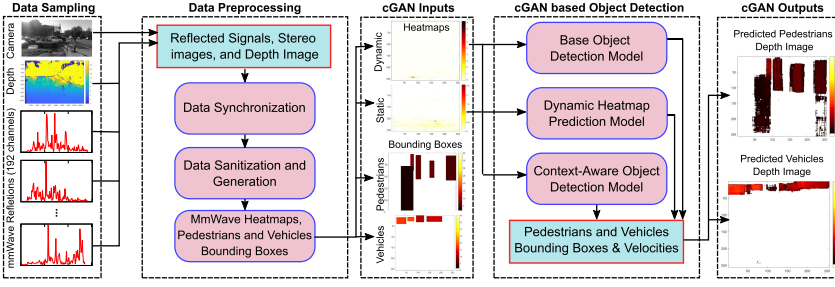 Data Sampling
Camera
Depth
mmWave Refletions (192 channels)
...
Data Preprocessing
Reflected Signals, Stereo
images, and Depth Image
Data Synchronization
Data Sanitization and
Generation
MmWave Heatmaps,
Pedestrians and Vehicles
Bounding Boxes
cGAN Inputs
Heatmaps
Dynamic
Static
Bounding Boxes
Pedestrians
Vehicles
cGAN based Object Detection
Base Object
Detection Model
Dynamic Heatmap
Prediction Model
Context-Aware Object
Detection Model
Pedestrians and Vehicles
Bounding Boxes & Velocities
cGAN Outputs
Predicted Pedestrians
Depth Image
Predicted Vehicles
Depth Image